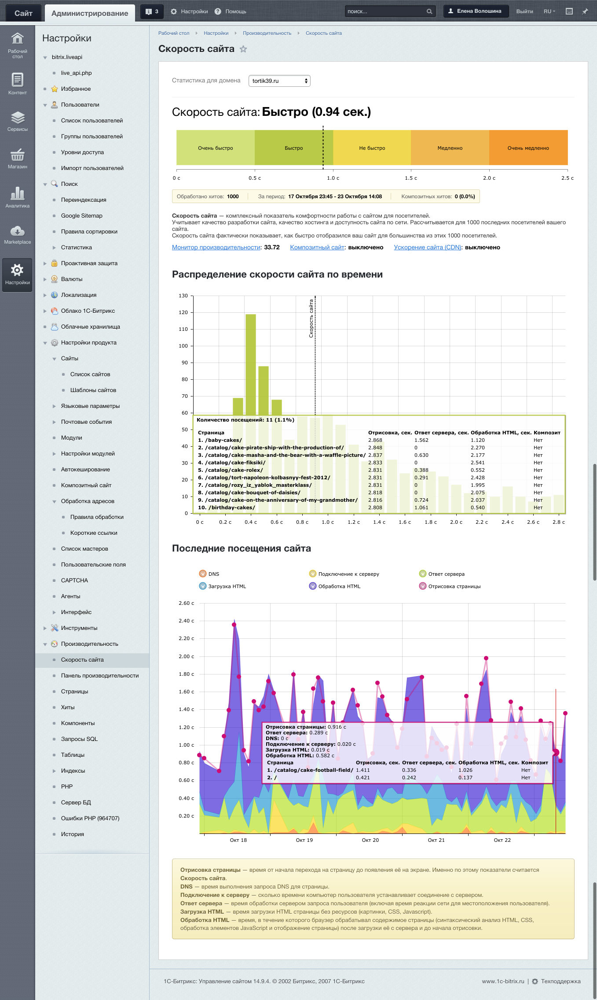 Сайт
Администрирование
3
Настройки
Помощь
поиск...
Елена Волошина
Выйти
RU
Рабочий
стол
Контент
Сервисы
Магазин
Аналитика
Marketplace
Настройки
Настройки
bitrix.liveapi
live_api.php
Избранное
Пользователи
Список пользователей
Группы пользователей
Уровни доступа
Импорт пользователей
Поиск
Переиндексация
Google Sitemap
Правила сортировки
Статистика
Проактивная защита
Валюты
Локализация
Облако 1С-Битрикс
Облачные хранилища
Настройки продукта
Сайты
Список сайтов
Шаблоны сайтов
Языковые параметры
Почтовые события
Модули
Настройки модулей
Автокеширование
Композитный сайт
Обработка адресов
Правила обработки
Короткие ссылки
Список мастеров
Пользовательские поля
CAPTCHA
Агенты
Интерфейс
Инструменты
Производительность
Скорость сайта
Панель производительности
Страницы
Хиты
Компоненты
Запросы SQL
Таблицы
Индексы
PHP
Сервер БД
Ошибки PHP (964707)
История
Рабочий стол Настройки Производительность Скорость сайта
Скорость сайта
Статистика для домена tortik39.ru
Скорость сайта: Быстро (0.94 сек.)
Очень быстро Быстро Не быстро Медленно Очень медленно
0 с 0.5 с 1.0 с 1.5 с 2.0 с 2.5 с
Обработано хитов: 1000 За период: 17 Октября 23:45 - 23 Октября 14:08 Композитных хитов: 0 (0.0%)
Скорость сайта — комплексный показатель комфортности работы с сайтом для посетителей.
Учитывает качество разработки сайта, качество хостинга и доступность сайта по сети. Рассчитывается для 1000 последних посетителей вашего
сайта.
Скорость сайта фактически показывает, как быстро отобразился ваш сайт для большинства из этих 1000 посетителей.
Монитор производительности: 33.72 Композитный сайт: выключено Ускорение сайта (CDN): выключено
Распределение скорости сайта по времени
130
120
110
100
90
80
70
60
50
40
30
20
10
0
Скорость сайта
Количество посещений: 11 (1.1%)
Страница Отрисовка, сек. Ответ сервера, сек. Обработка HTML, сек. Композит
1. /baby-cakes/ 2.868 1.562 1.120 Нет
2. /catalog/cake-pirate-ship-with-the-production-of/ 2.848 0 2.270 Нет
3. /catalog/cake-masha-and-the-bear-with-a-waffle-picture/ 2.837 0.630 2.177 Нет
4. /catalog/cake-fiksiki/ 2.833 0 2.541 Нет
5. /catalog/cake-rolex/ 2.831 0.388 0.552 Нет
6. /catalog/tort-napoleon-kolbasnyy-fest-2012/ 2.831 0.291 2.428 Нет
7. /catalog/rozy_iz_yablok_masterklass/ 2.831 0 1.995 Нет
8. /catalog/cake-bouquet-of-daisies/ 2.818 0 2.075 Нет
9. /catalog/cake-on-the-anniversary-of-my-grandmother/ 2.816 0.724 2.037 Нет
10. /birthday-cakes/ 2.808 1.061 0.540 Нет
0 с 0.2 с 0.4 с 0.6 с 0.8 с 1.0 с 1.2 с 1.4 с 1.6 с 1.8 с 2.0 с 2.2 с 2.4 с 2.6 с 2.8 с
Последние посещения сайта
DNS Подключение к серверу Ответ сервера
Загрузка HTML Обработка HTML Отрисовка страницы
2.60 с
2.40 с
2.20 с
2.00 с
1.80 с
1.60 с
1.40 с
1.20 с
1.00 с
0.80 с
0.60 с
0.40 с
0.20 с
Отрисовка страницы: 0.916 с
Ответ сервера: 0.289 с
DNS: 0 с
Подключение к серверу: 0.020 с
Загрузка HTML: 0.019 с
Обработка HTML: 0.582 с
Страница Отрисовка, сек. Ответ сервера, сек. Обработка HTML, сек. Композит
1. /catalog/cake-football-field/ 1.411 0.336 1.026 Нет
2. / 0.421 0.242 0.137 Нет
Окт 18 Окт 19 Окт 20 Окт 21 Окт 22
Отрисовка страницы — время от начала перехода на страницу до появления её на экране. Именно по этому показатели считается
Скорость сайта.
DNS — время выполнения запроса DNS для страницы.
Подключение к серверу — сколько времени компьютер пользователя устанавливает соединение с сервером.
Ответ сервера — время обработки сервером запроса пользователя (включая время реакции сети для местоположения пользователя).
Загрузка HTML — время загрузки HTML страницы без ресурсов (картинки, CSS, Javascript).
Обработка HTML — время, в течение которого браузер обрабатывал содержимое страницы (синтаксический анализ HTML, CSS,
обработка элементов JavaScript и отображение страницы) после загрузки её с сервера и до начала отрисовки.
1С-Битрикс: Управление сайтом 14.9.4. © 2002 Битрикс, 2007 1С-Битрикс
www.1c-bitrix.ru | Техподдержка